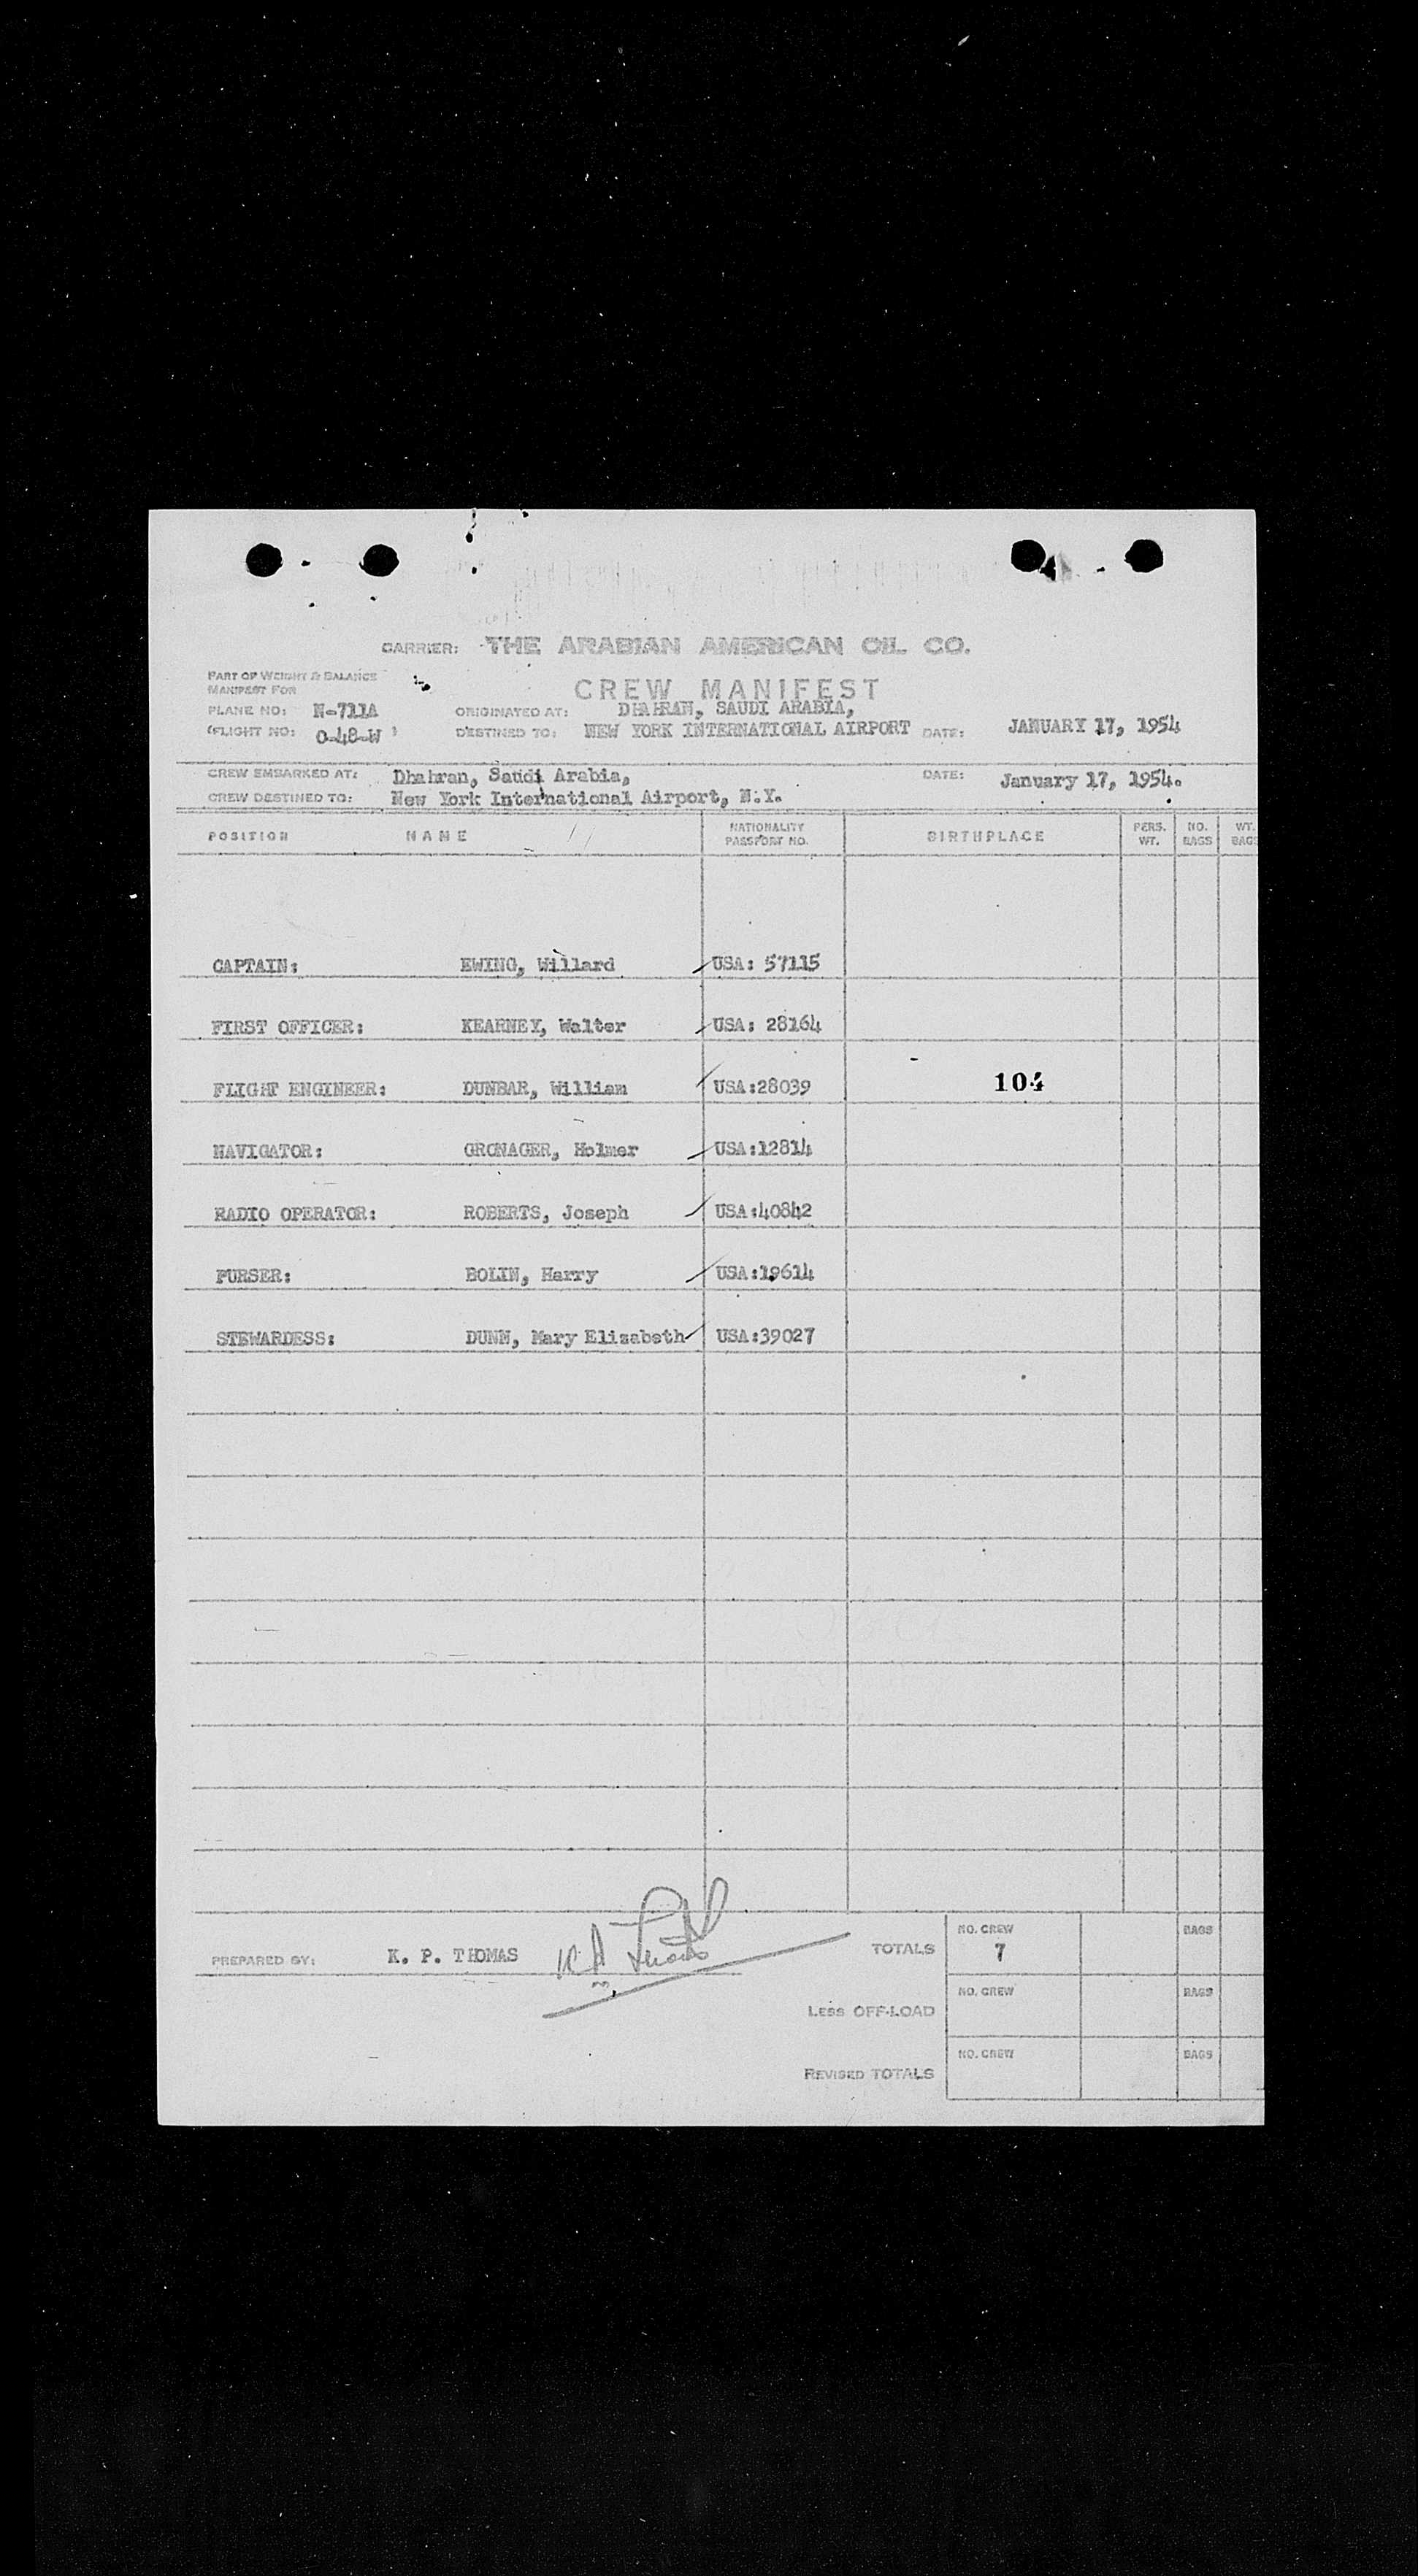 CARRIER: THE ARABIAN AMERICAN OIL CO.
PART OF WEIGHT & BALANCE
MANIFEST FOR
CREW MANIFEST
PLANE NO: N-711A ORIGINATED AT: DHAHRAN, SAUDI ARABIA,
(FLIGHT NO: O-48-W ) DESTINED TO: NEW YORK INTERNATIONAL AIRPORT DATE: JANUARY 17, 1954
CREW EMBARKED AT: Dhahran, Saudi Arabia, DATE: January 17, 1954.
CREW DESTINED TO: New York International Airport, N.Y.
POSITION NAME NATIONALITY PASSPORT NO. BIRTHPLACE PERS. WT. NO. BAGS WT. BAGS
CAPTAIN: EWING, Willard USA: 57115
FIRST OFFICER: KEARNEY, Walter USA: 28164
FLIGHT ENGINEER: DUNBAR, William USA:28039 104
NAVIGATOR: GRONAGER, Holmer USA:12814
RADIO OPERATOR: ROBERTS, Joseph USA:40842
PURSER: BOLIN, Harry USA:19614
STEWARDESS: DUNN, Mary Elizabeth USA:39027
PREPARED BY: K. P. THOMAS TOTALS NO. CREW 7 BAGS
LESS OFF-LOAD NO. CREW BAGS
REVISED TOTALS NO. CREW BAGS